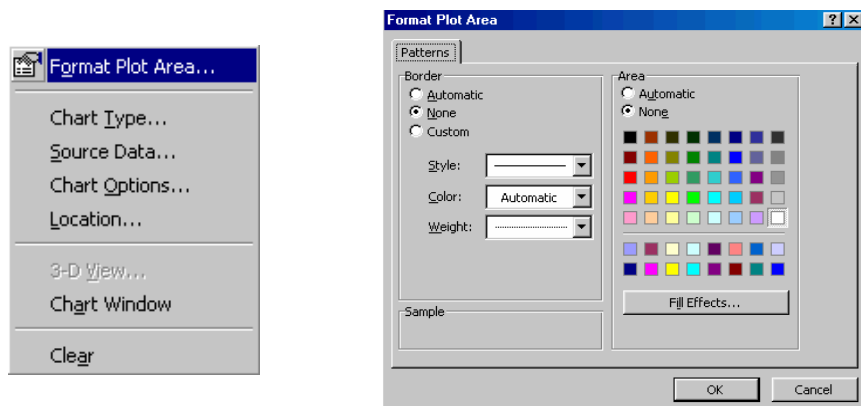 Format Plot Area...
Chart Type...
Source Data...
Chart Options...
Location...
3-D View...
Chart Window
Clear
Format Plot Area
Patterns
Border
Automatic
None
Custom
Style:
Color: Automatic
Weight:
Sample
Area
Automatic
None
Fill Effects...
OK Cancel